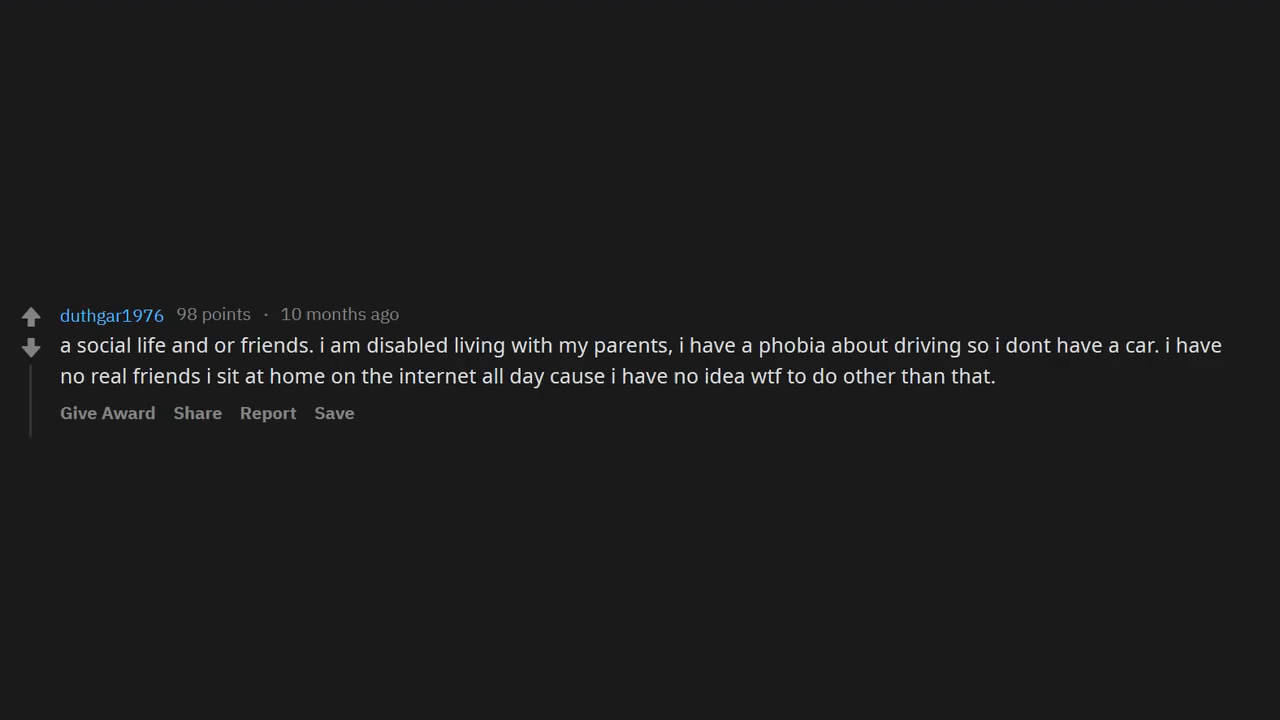 duthgar1976 98 points · 10 months ago
a social life and or friends. i am disabled living with my parents, i have a phobia about driving so i dont have a car. i have
no real friends i sit at home on the internet all day cause i have no idea wtf to do other than that.
Give Award Share Report Save